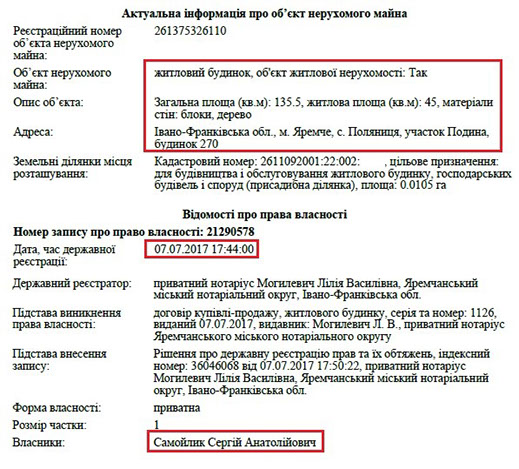 Актуальна інформація про об'єкт нерухомого майна
Реєстраційний номер об'єкта нерухомого майна: 261375326110
Об'єкт нерухомого майна: житловий будинок, об'єкт житлової нерухомості: Так
Опис об'єкта: Загальна площа (кв.м): 135.5, житлова площа (кв.м): 45, матеріали
стін: блоки, дерево
Адреса: Івано-Франківська обл., м. Яремче, с. Поляниця, участок Подина,
будинок 270
Земельні ділянки місця розташування: Кадастровий номер: 2611092001:22:002: , цільове призначення:
для будівництва і обслуговування житлового будинку, господарських
будівель і споруд (присадибна ділянка), площа: 0.0105 га
Відомості про права власності
Номер запису про право власності: 21290578
Дата, час державної реєстрації: 07.07.2017 17:44:00
Державний реєстратор: приватний нотаріус Могилевич Лілія Василівна, Яремчанський
міський нотаріальний округ, Івано-Франківська обл.
Підстава виникнення права власності: договір купівлі-продажу, житлового будинку, серія та номер: 1126,
виданий 07.07.2017, видавник: Могилевич Л. В., приватний нотаріус
Яремчанського міського нотаріального округу
Підстава внесення запису: Рішення про державну реєстрацію прав та їх обтяжень, індексний
номер: 36046068 від 07.07.2017 17:50:22, приватний нотаріус
Могилевич Лілія Василівна, Яремчанський міський нотаріальний
округ, Івано-Франківська обл.
Форма власності: приватна
Розмір частки: 1
Власники: Самойлик Сергій Анатолійович